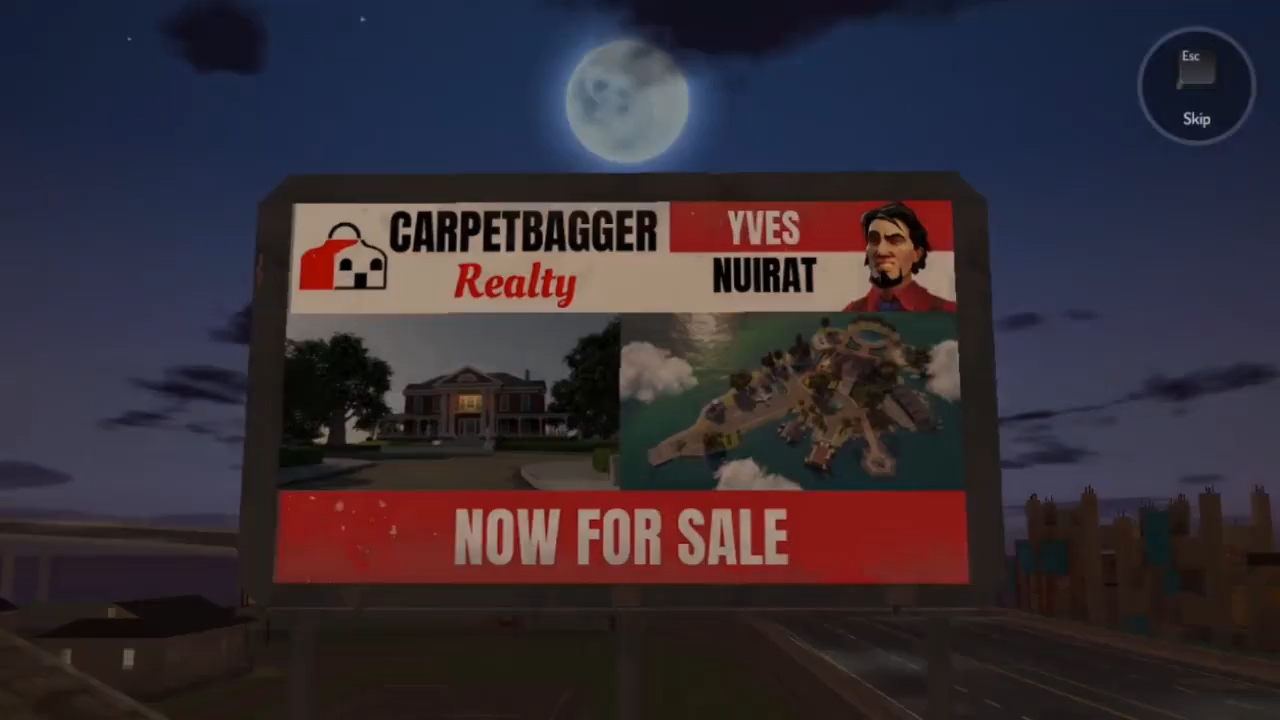 Esc
Skip
CARPETBAGGER
Realty
YVES
NUIRAT
NOW FOR SALE